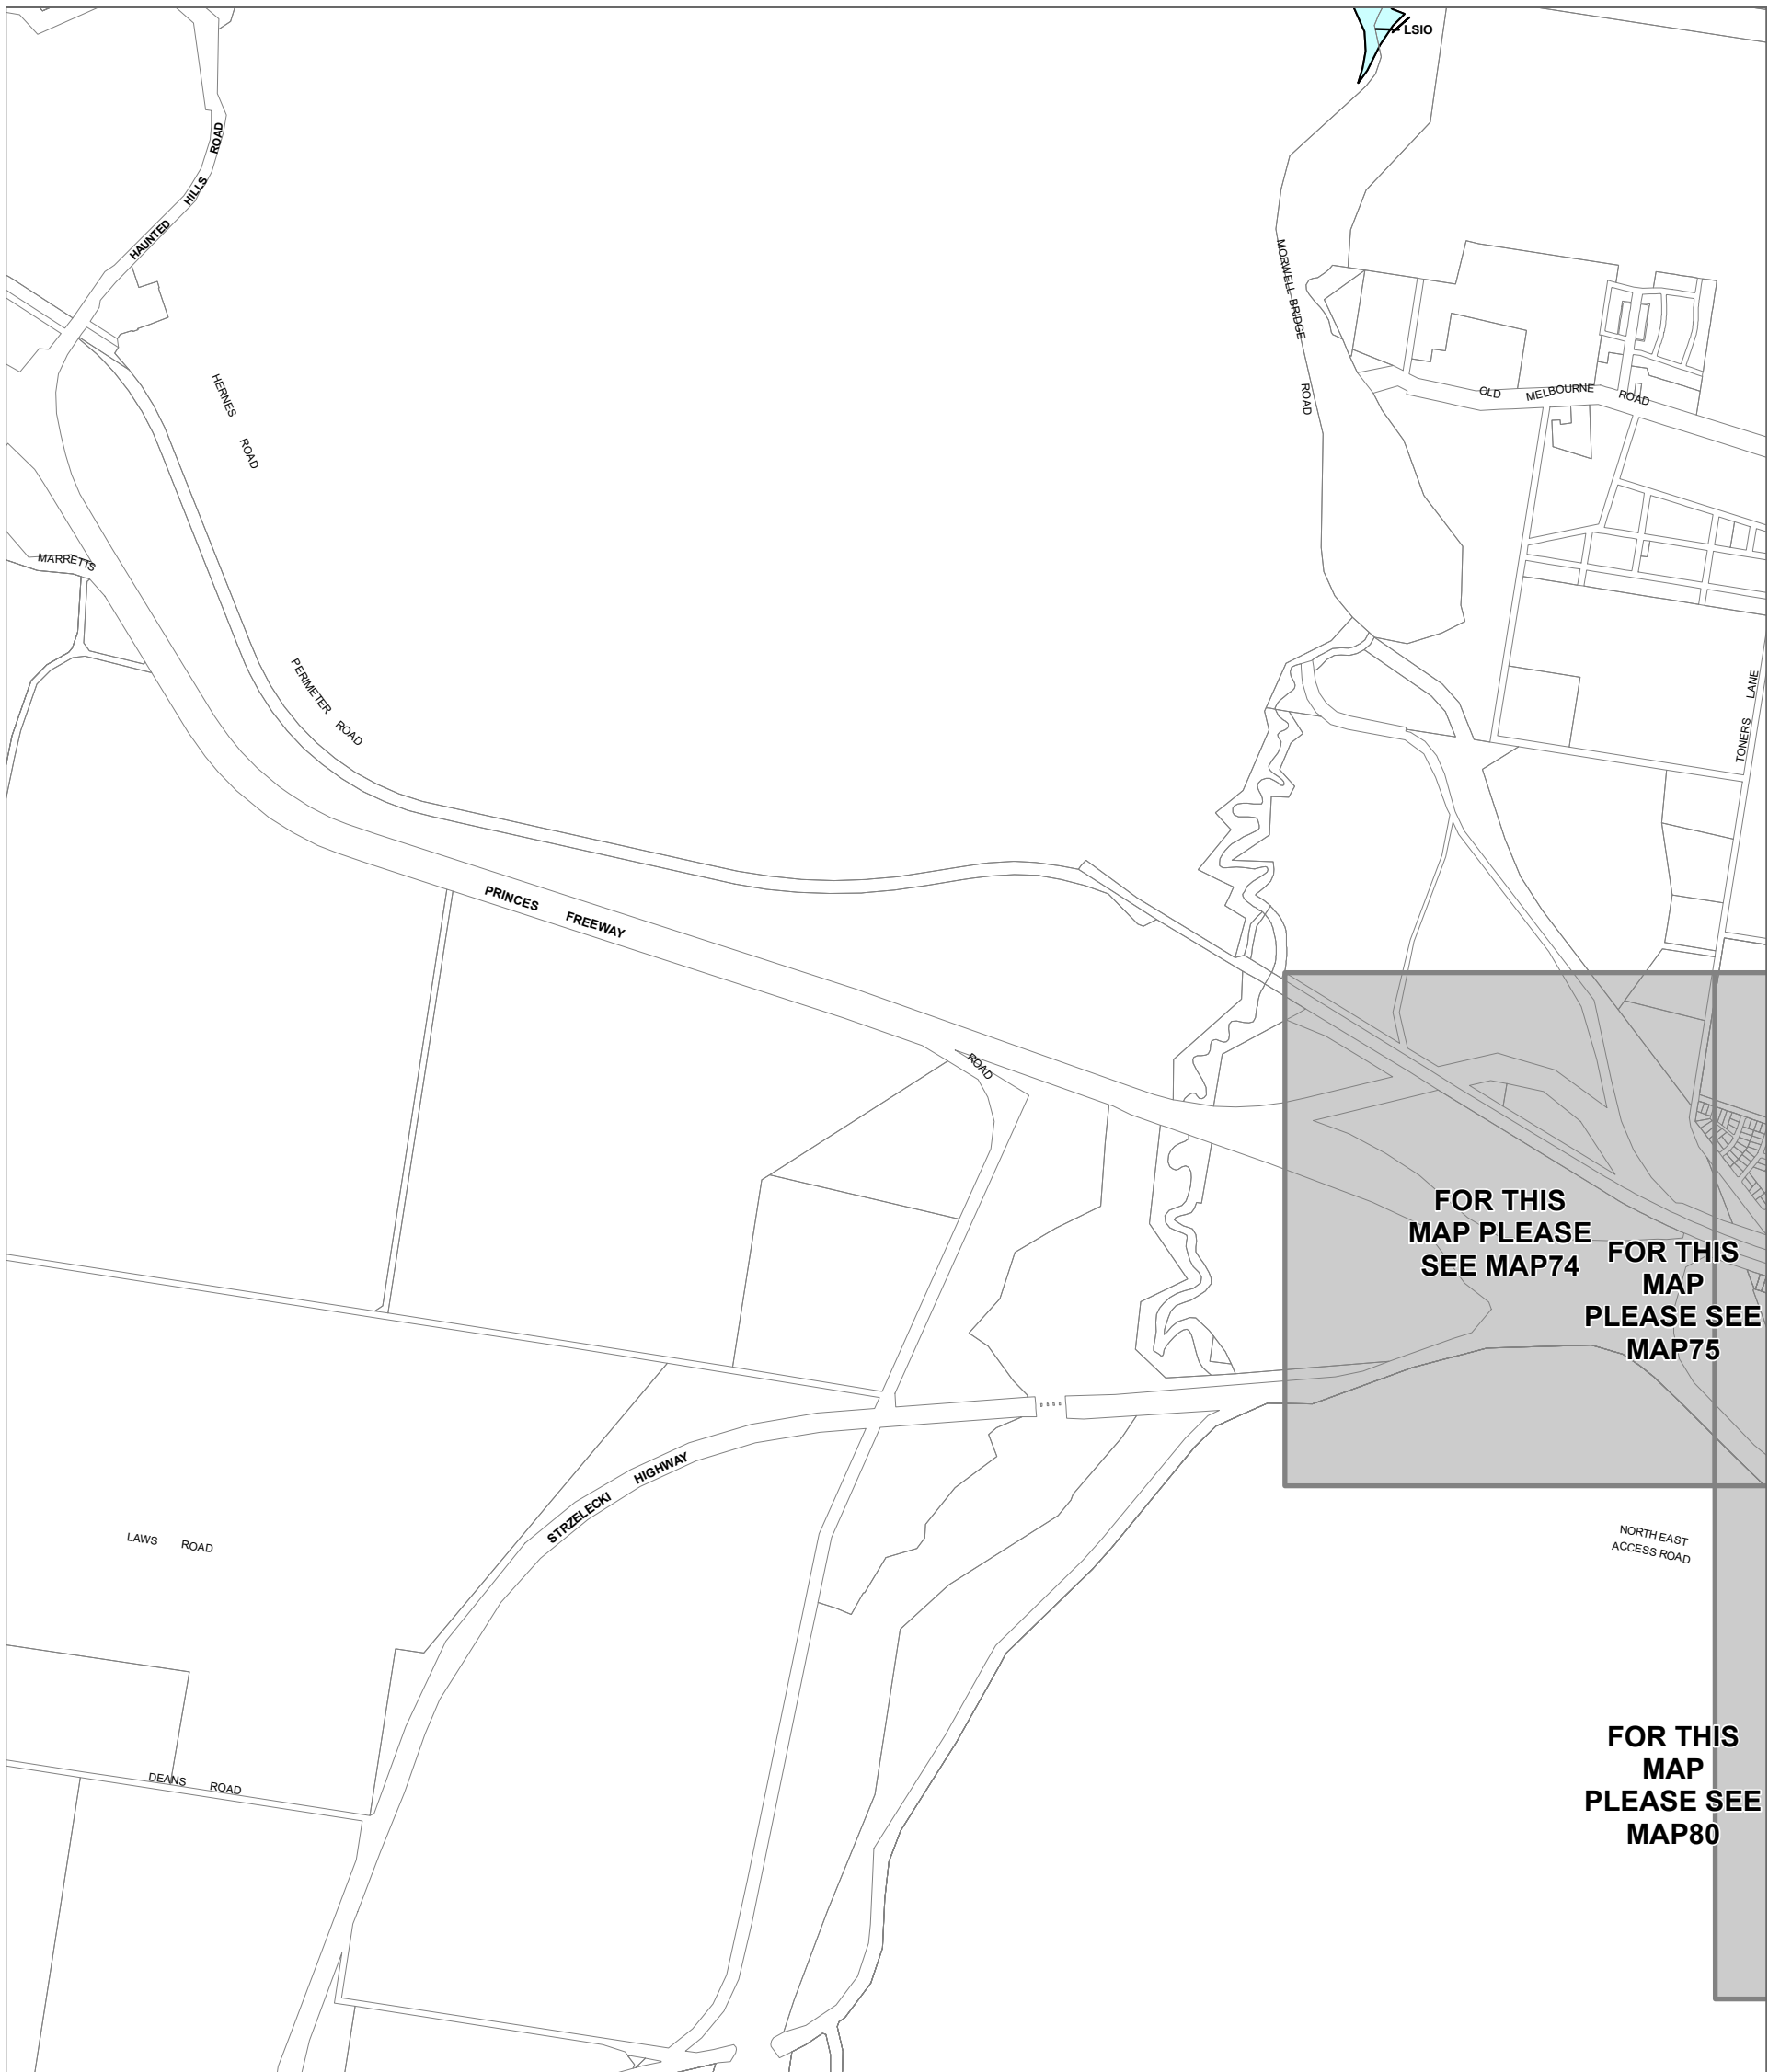 LSIO
HAUNTED HILLS ROAD
MORWELL BRIDGE ROAD
HERNES ROAD
OLD MELBOURNE ROAD
MARRETTS
PERIMETER ROAD
TONERS LANE
PRINCES FREEWAY
ROAD
FOR THIS
MAP PLEASE
SEE MAP74
FOR THIS
MAP
PLEASE SEE
MAP75
STRZELECKI HIGHWAY
LAWS ROAD
NORTH EAST
ACCESS ROAD
FOR THIS
MAP
PLEASE SEE
MAP80
DEANS ROAD